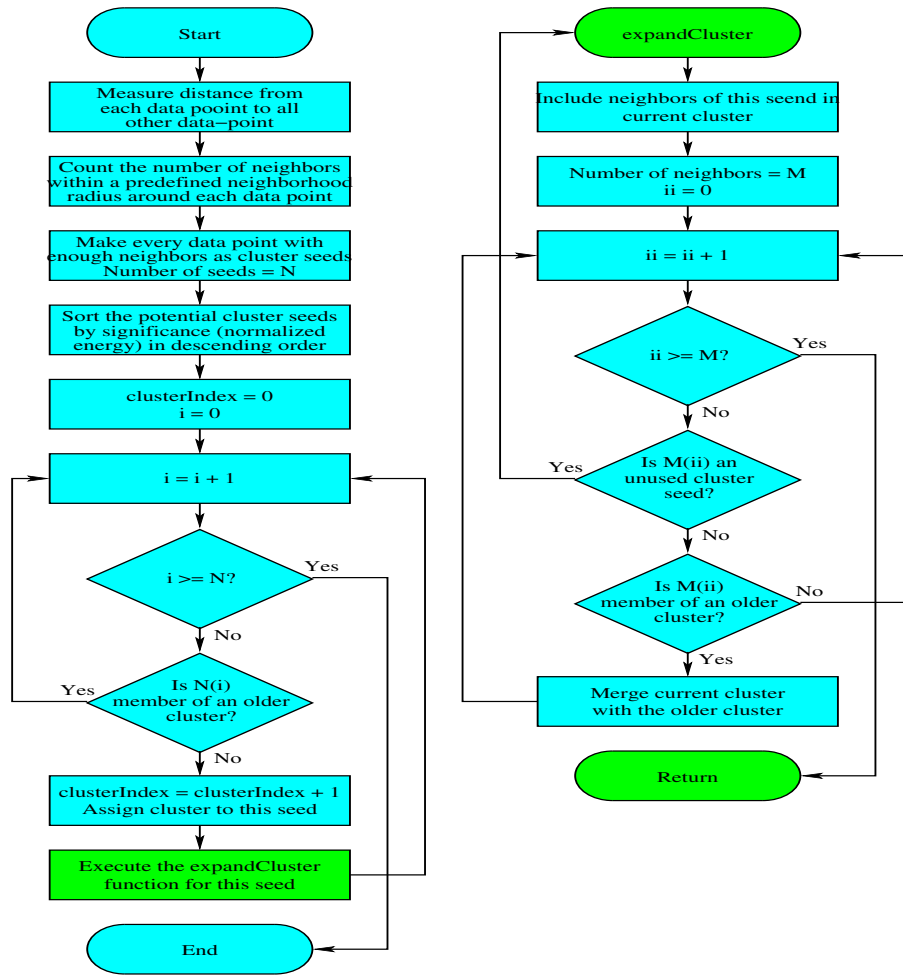 Start
Measure distance from
each data pooint to all
other data−point
Count the number of neighbors
within a predefined neighborhood
radius around each data point
Make every data point with
enough neighbors as cluster seeds
Number of seeds = N
Sort the potential cluster seeds
by significance (normalized
energy) in descending order
clusterIndex = 0
i = 0
i = i + 1
i >= N?
Yes
No
Is N(i)
member of an older
cluster?
Yes
No
clusterIndex = clusterIndex + 1
Assign cluster to this seed
Execute the expandCluster
function for this seed
End
expandCluster
Include neighbors of this seend in
current cluster
Number of neighbors = M
ii = 0
ii = ii + 1
ii >= M?
Yes
No
Is M(ii) an
unused cluster
seed?
Yes
No
Is M(ii)
member of an older
cluster?
No
Yes
Merge current cluster
with the older cluster
Return